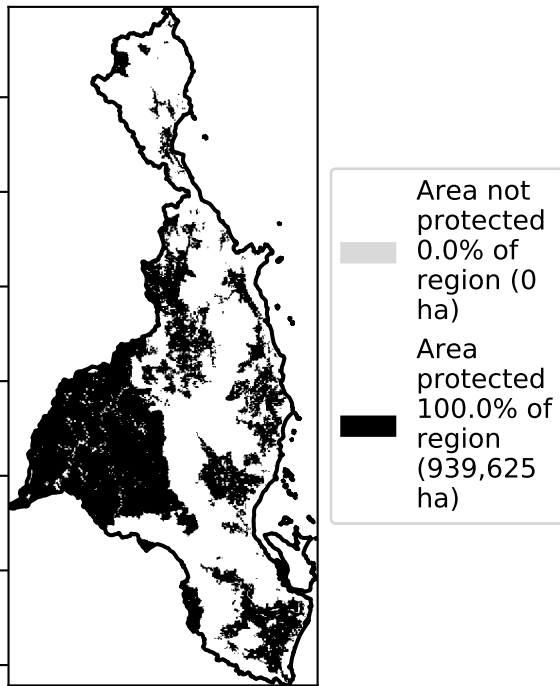 Area not
protected
0.0% of
region (0
ha)
Area
protected
100.0% of
region
(939,625
ha)